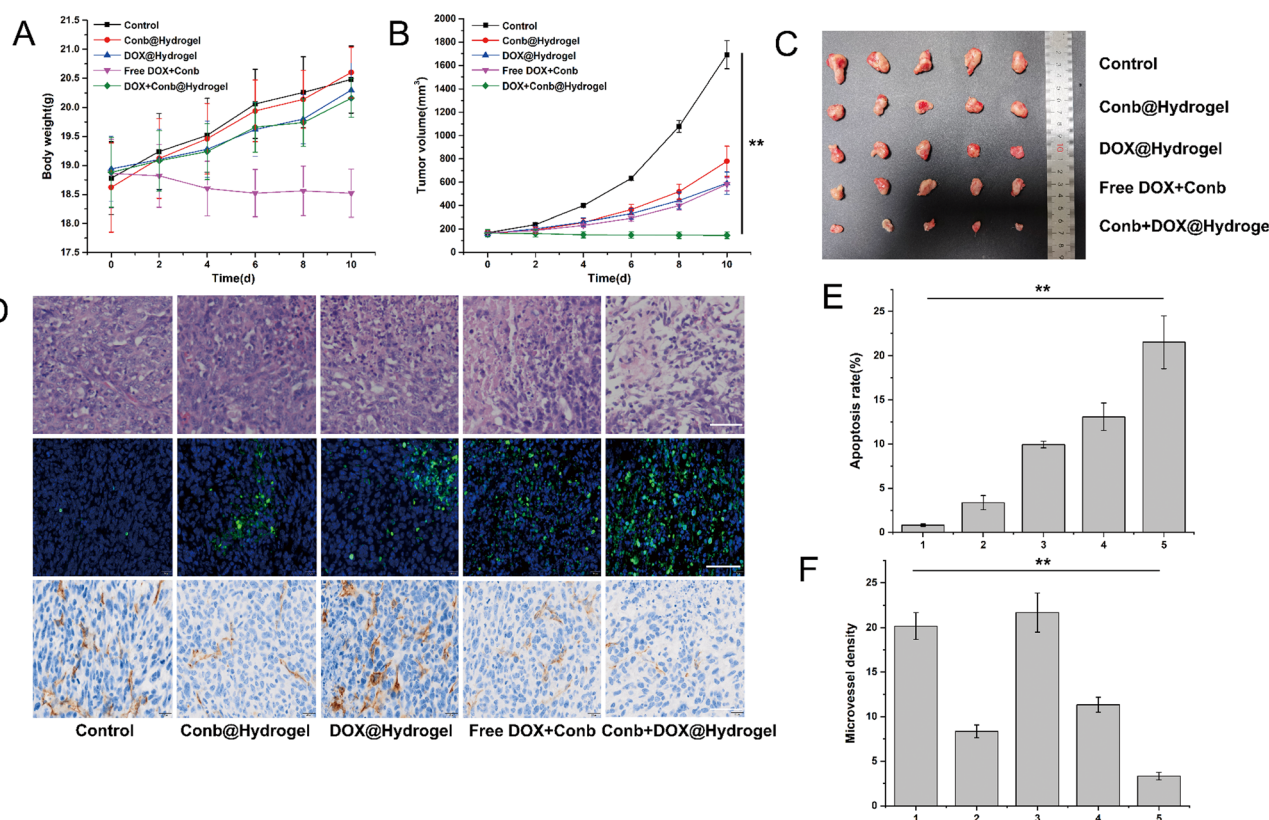 A
Body weight(g)
21.5
21.0
20.5
20.0
19.5
19.0
18.5
18.0
17.5
Control
Conb@Hydrogel
DOX@Hydrogel
Free DOX+Conb
DOX+Conb@Hydrogel
0 2 4 6 8 10
Time(d)
B
Tumor volume(mm3)
2000
1800
1600
1400
1200
1000
800
600
400
200
0
Control
Conb@Hydrogel
DOX@Hydrogel
Free DOX+Conb
DOX+Conb@Hydrogel
**
0 2 4 6 8 10
Time(d)
C
Control
Conb@Hydrogel
DOX@Hydrogel
Free DOX+Conb
Conb+DOX@Hydroge
D
Control Conb@Hydrogel DOX@Hydrogel Free DOX+Conb Conb+DOX@Hydrogel
E
Apoptosis rate(%)
25
20
15
10
5
0
**
1 2 3 4 5
F
Microvessel density
25
20
15
10
5
0
**
1 2 3 4 5